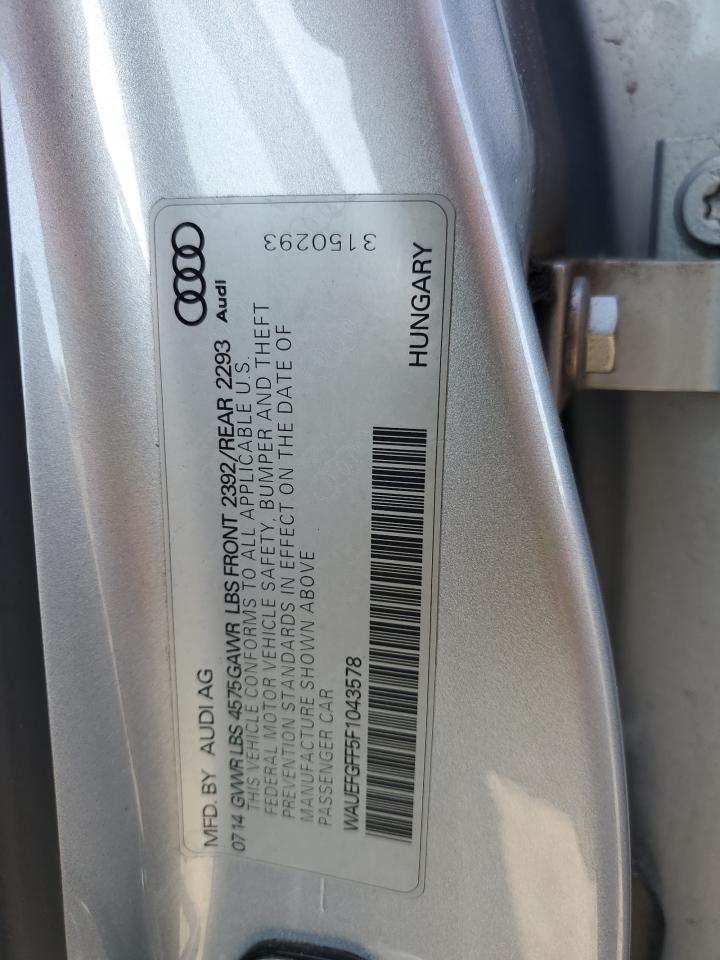 MFD. BY AUDI AG
Audi
0714 GVWR LBS 4575 GAWR LBS FRONT 2392/REAR 2293
THIS VEHICLE CONFORMS TO ALL APPLICABLE U.S.
FEDERAL MOTOR VEHICLE SAFETY, BUMPER AND THEFT
PREVENTION STANDARDS IN EFFECT ON THE DATE OF
MANUFACTURE SHOWN ABOVE
PASSENGER CAR
WAUEFGFF5F1043578
HUNGARY
3150293